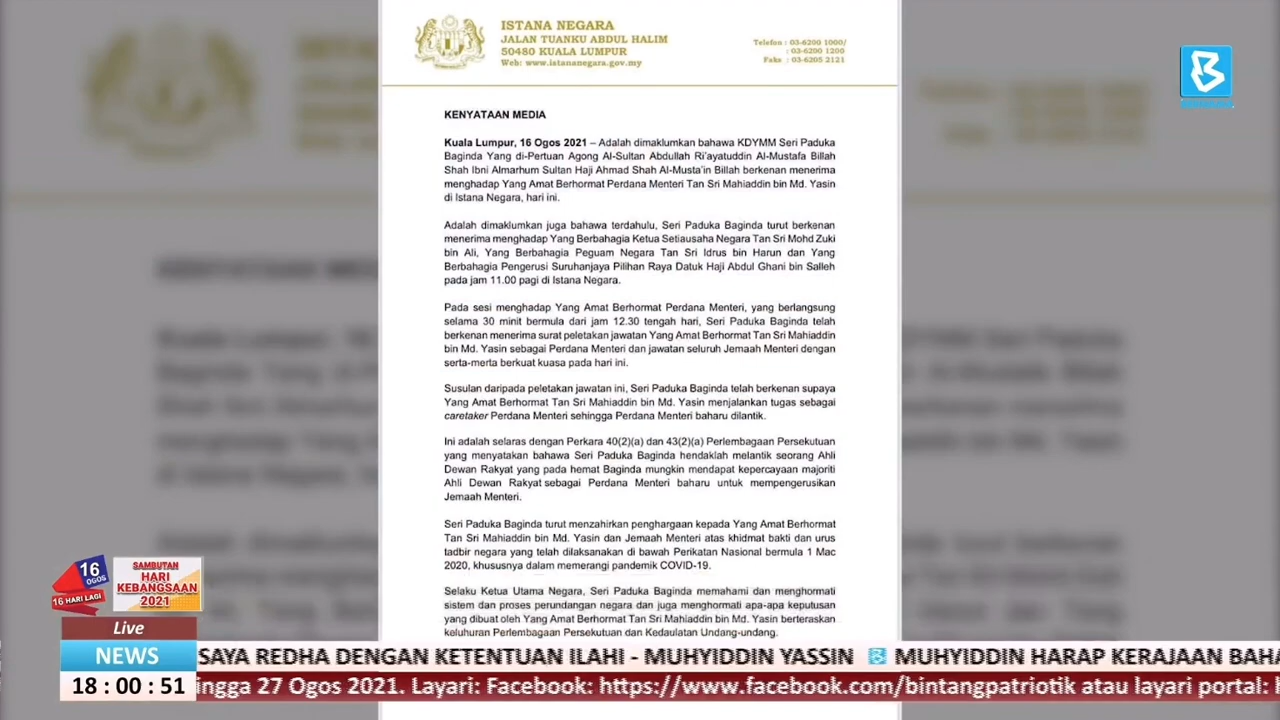 ISTANA NEGARA
JALAN TUANKU ABDUL HALIM
50480 KUALA LUMPUR
Web: www.istananegara.gov.my
Telefon : 03-6200 1000/
: 03-6200 1200
Faks : 03-6205 2121
KENYATAAN MEDIA
Kuala Lumpur, 16 Ogos 2021 – Adalah dimaklumkan bahawa KDYMM Seri Paduka
Baginda Yang di-Pertuan Agong Al-Sultan Abdullah Ri'ayatuddin Al-Mustafa Billah
Shah Ibni Almarhum Sultan Haji Ahmad Shah Al-Musta'in Billah berkenan menerima
menghadap Yang Amat Berhormat Perdana Menteri Tan Sri Mahiaddin bin Md. Yasin
di Istana Negara, hari ini.
Adalah dimaklumkan juga bahawa terdahulu, Seri Paduka Baginda turut berkenan
menerima menghadap Yang Berbahagia Ketua Setiausaha Negara Tan Sri Mohd Zuki
bin Ali, Yang Berbahagia Peguam Negara Tan Sri Idrus bin Harun dan Yang
Berbahagia Pengerusi Suruhanjaya Pilihan Raya Datuk Haji Abdul Ghani bin Salleh
pada jam 11.00 pagi di Istana Negara.
Pada sesi menghadap Yang Amat Berhormat Perdana Menteri, yang berlangsung
selama 30 minit bermula dari jam 12.30 tengah hari, Seri Paduka Baginda telah
berkenan menerima surat peletakan jawatan Yang Amat Berhormat Tan Sri Mahiaddin
bin Md. Yasin sebagai Perdana Menteri dan jawatan seluruh Jemaah Menteri dengan
serta-merta berkuat kuasa pada hari ini.
Susulan daripada peletakan jawatan ini, Seri Paduka Baginda telah berkenan supaya
Yang Amat Berhormat Tan Sri Mahiaddin bin Md. Yasin menjalankan tugas sebagai
caretaker Perdana Menteri sehingga Perdana Menteri baharu dilantik.
Ini adalah selaras dengan Perkara 40(2)(a) dan 43(2)(a) Perlembagaan Persekutuan
yang menyatakan bahawa Seri Paduka Baginda hendaklah melantik seorang Ahli
Dewan Rakyat yang pada hemat Baginda mungkin mendapat kepercayaan majoriti
Ahli Dewan Rakyat sebagai Perdana Menteri baharu untuk mempengerusikan
Jemaah Menteri.
Seri Paduka Baginda turut menzahirkan penghargaan kepada Yang Amat Berhormat
Tan Sri Mahiaddin bin Md. Yasin dan Jemaah Menteri atas khidmat bakti dan urus
tadbir negara yang telah dilaksanakan di bawah Perikatan Nasional bermula 1 Mac
2020, khususnya dalam memerangi pandemik COVID-19.
Selaku Ketua Utama Negara, Seri Paduka Baginda memahami dan menghormati
sistem dan proses perundangan negara dan juga menghormati apa-apa keputusan
yang dibuat oleh Yang Amat Berhormat Tan Sri Mahiaddin bin Md. Yasin berteraskan
keluhuran Perlembagaan Persekutuan dan Kedaulatan Undang-undang.
16
OGOS
16 HARI LAGI
SAMBUTAN
HARI
KEBANGSAAN
2021
Live
NEWS
SAYA REDHA DENGAN KETENTUAN ILAHI - MUHYIDDIN YASSIN MUHYIDDIN HARAP KERAJAAN BAHA
18:00:51
ingga 27 Ogos 2021. Layari: Facebook: https://www.facebook.com/bintangpatriotik atau layari portal: